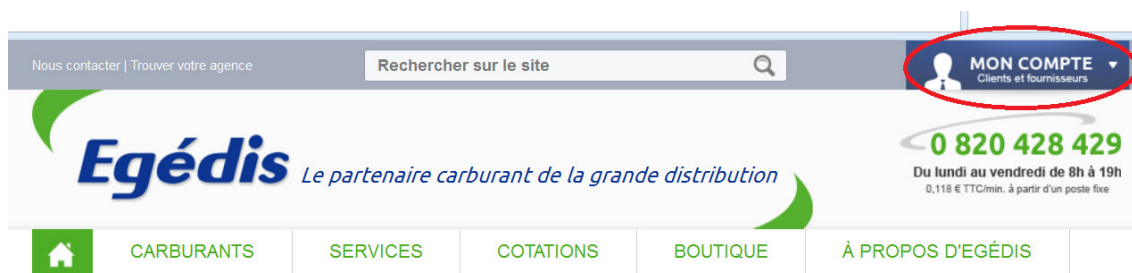 Nous contacter | Trouver votre agence
Rechercher sur le site
MON COMPTE
Clients et fournisseurs
Egédis Le partenaire carburant de la grande distribution
0 820 428 429
Du lundi au vendredi de 8h à 19h
0,118 € TTC/min. à partir d'un poste fixe
CARBURANTS SERVICES COTATIONS BOUTIQUE À PROPOS D'EGÉDIS